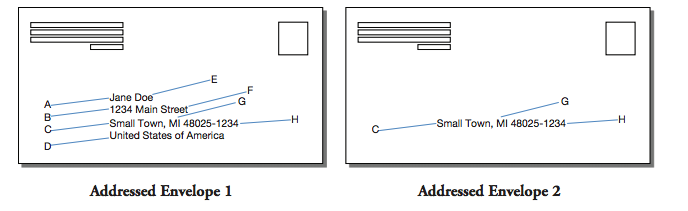 E
Jane Doe
F
A
1234 Main Street
G
B
Small Town, MI 48025-1234
H
C
United States of America
D
G
Small Town, MI 48025-1234
H
C
Addressed Envelope 1
Addressed Envelope 2